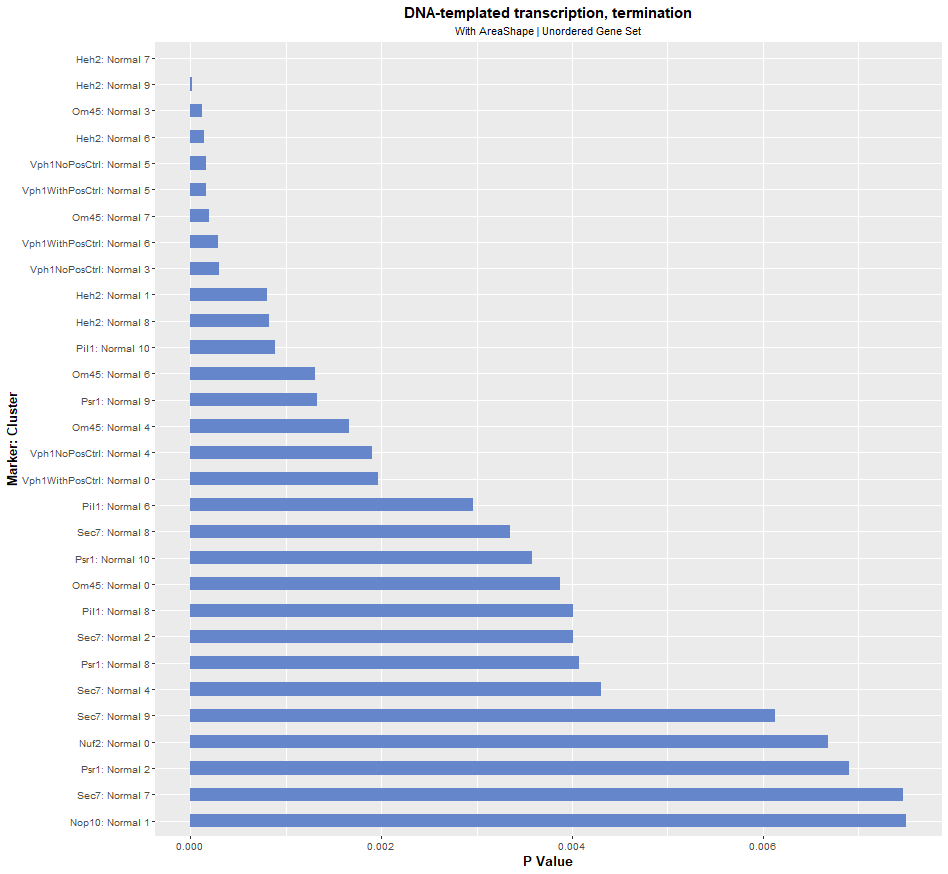 DNA-templated transcription, termination
With AreaShape | Unordered Gene Set
Marker: Cluster
Heh2: Normal 7
Heh2: Normal 9
Om45: Normal 3
Heh2: Normal 6
Vph1NoPosCtrl: Normal 5
Vph1WithPosCtrl: Normal 5
Om45: Normal 7
Vph1WithPosCtrl: Normal 6
Vph1NoPosCtrl: Normal 3
Heh2: Normal 1
Heh2: Normal 8
Pil1: Normal 10
Om45: Normal 6
Psr1: Normal 9
Om45: Normal 4
Vph1NoPosCtrl: Normal 4
Vph1WithPosCtrl: Normal 0
Pil1: Normal 6
Sec7: Normal 8
Psr1: Normal 10
Om45: Normal 0
Pil1: Normal 8
Sec7: Normal 2
Psr1: Normal 8
Sec7: Normal 4
Sec7: Normal 9
Nuf2: Normal 0
Psr1: Normal 2
Sec7: Normal 7
Nop10: Normal 1
0.000 0.002 0.004 0.006
P Value